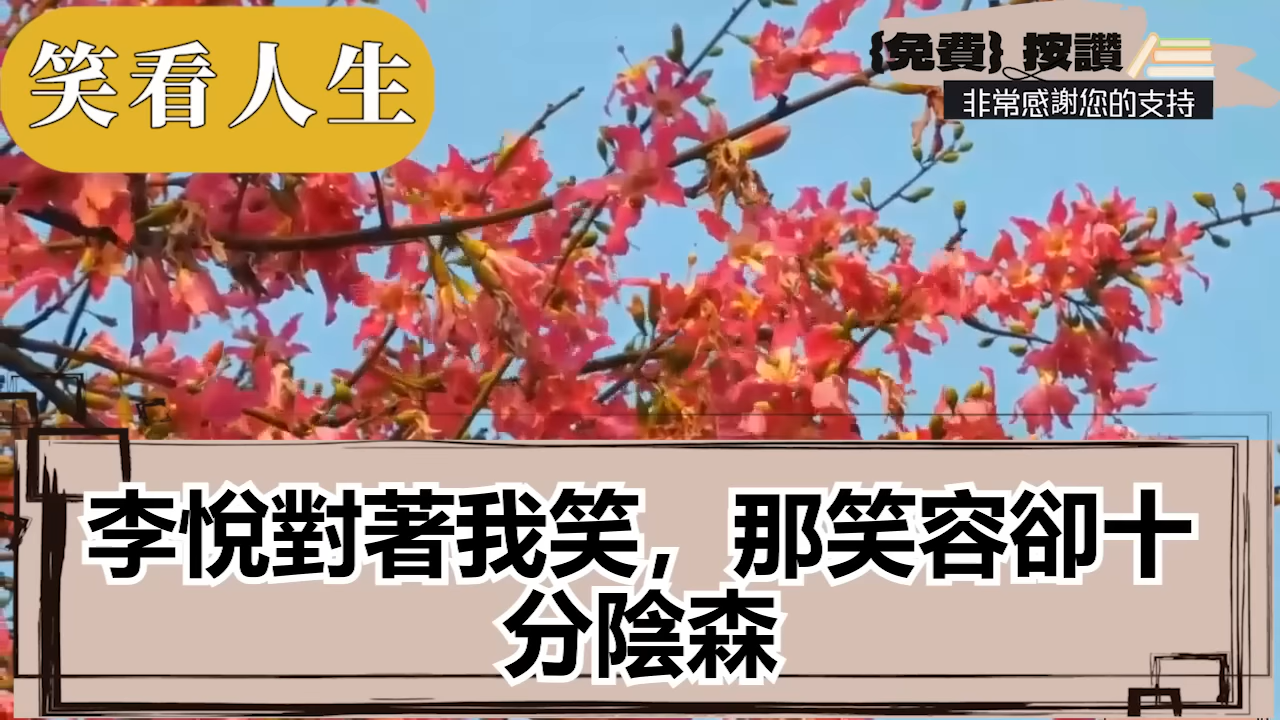 笑看人生
{免費} 按讚
非常感謝您的支持
李悅對著我笑，那笑容卻十
分陰森